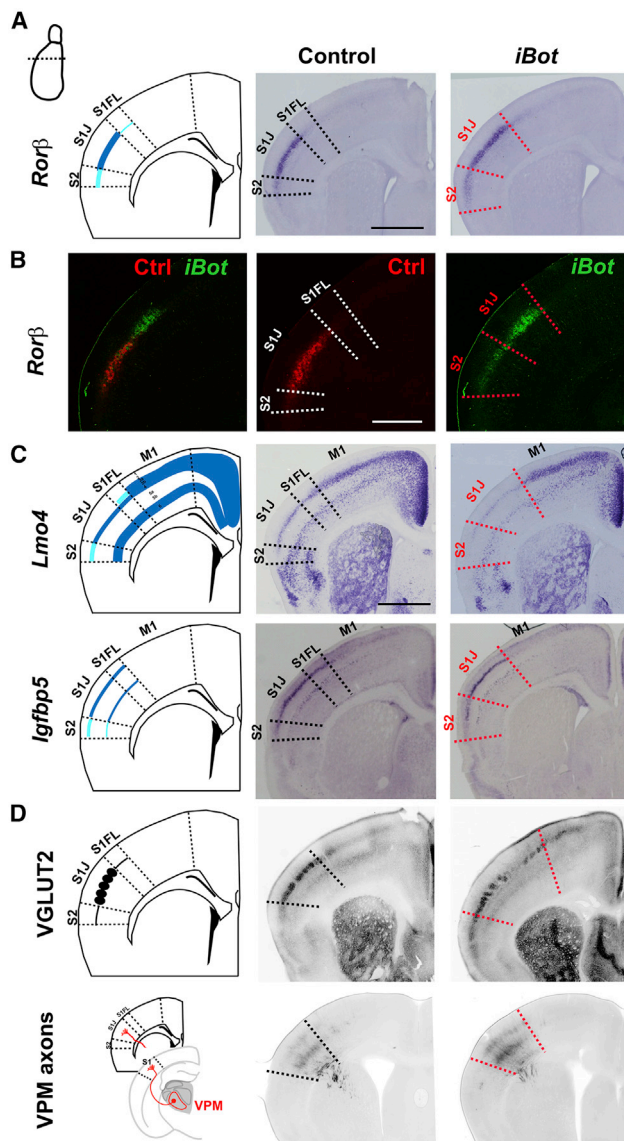 A
Control
iBot
Rorβ
S1J
S1FL
S2
S1J
S1FL
S2
S1J
S2
B
Rorβ
Ctrl iBot
Ctrl
S1FL
S1J
S2
iBot
S1J
S2
C
Lmo4
M1
S1FL
S1J
S2
M1
S1FL
S1J
S2
M1
S1J
S2
Igfbp5
M1
S1FL
S1J
S2
M1
S1FL
S1J
S2
M1
S1J
S2
D
VGLUT2
S1FL
S1J
S2
VPM axons
S1FL
S1J
S2
S1
VPM